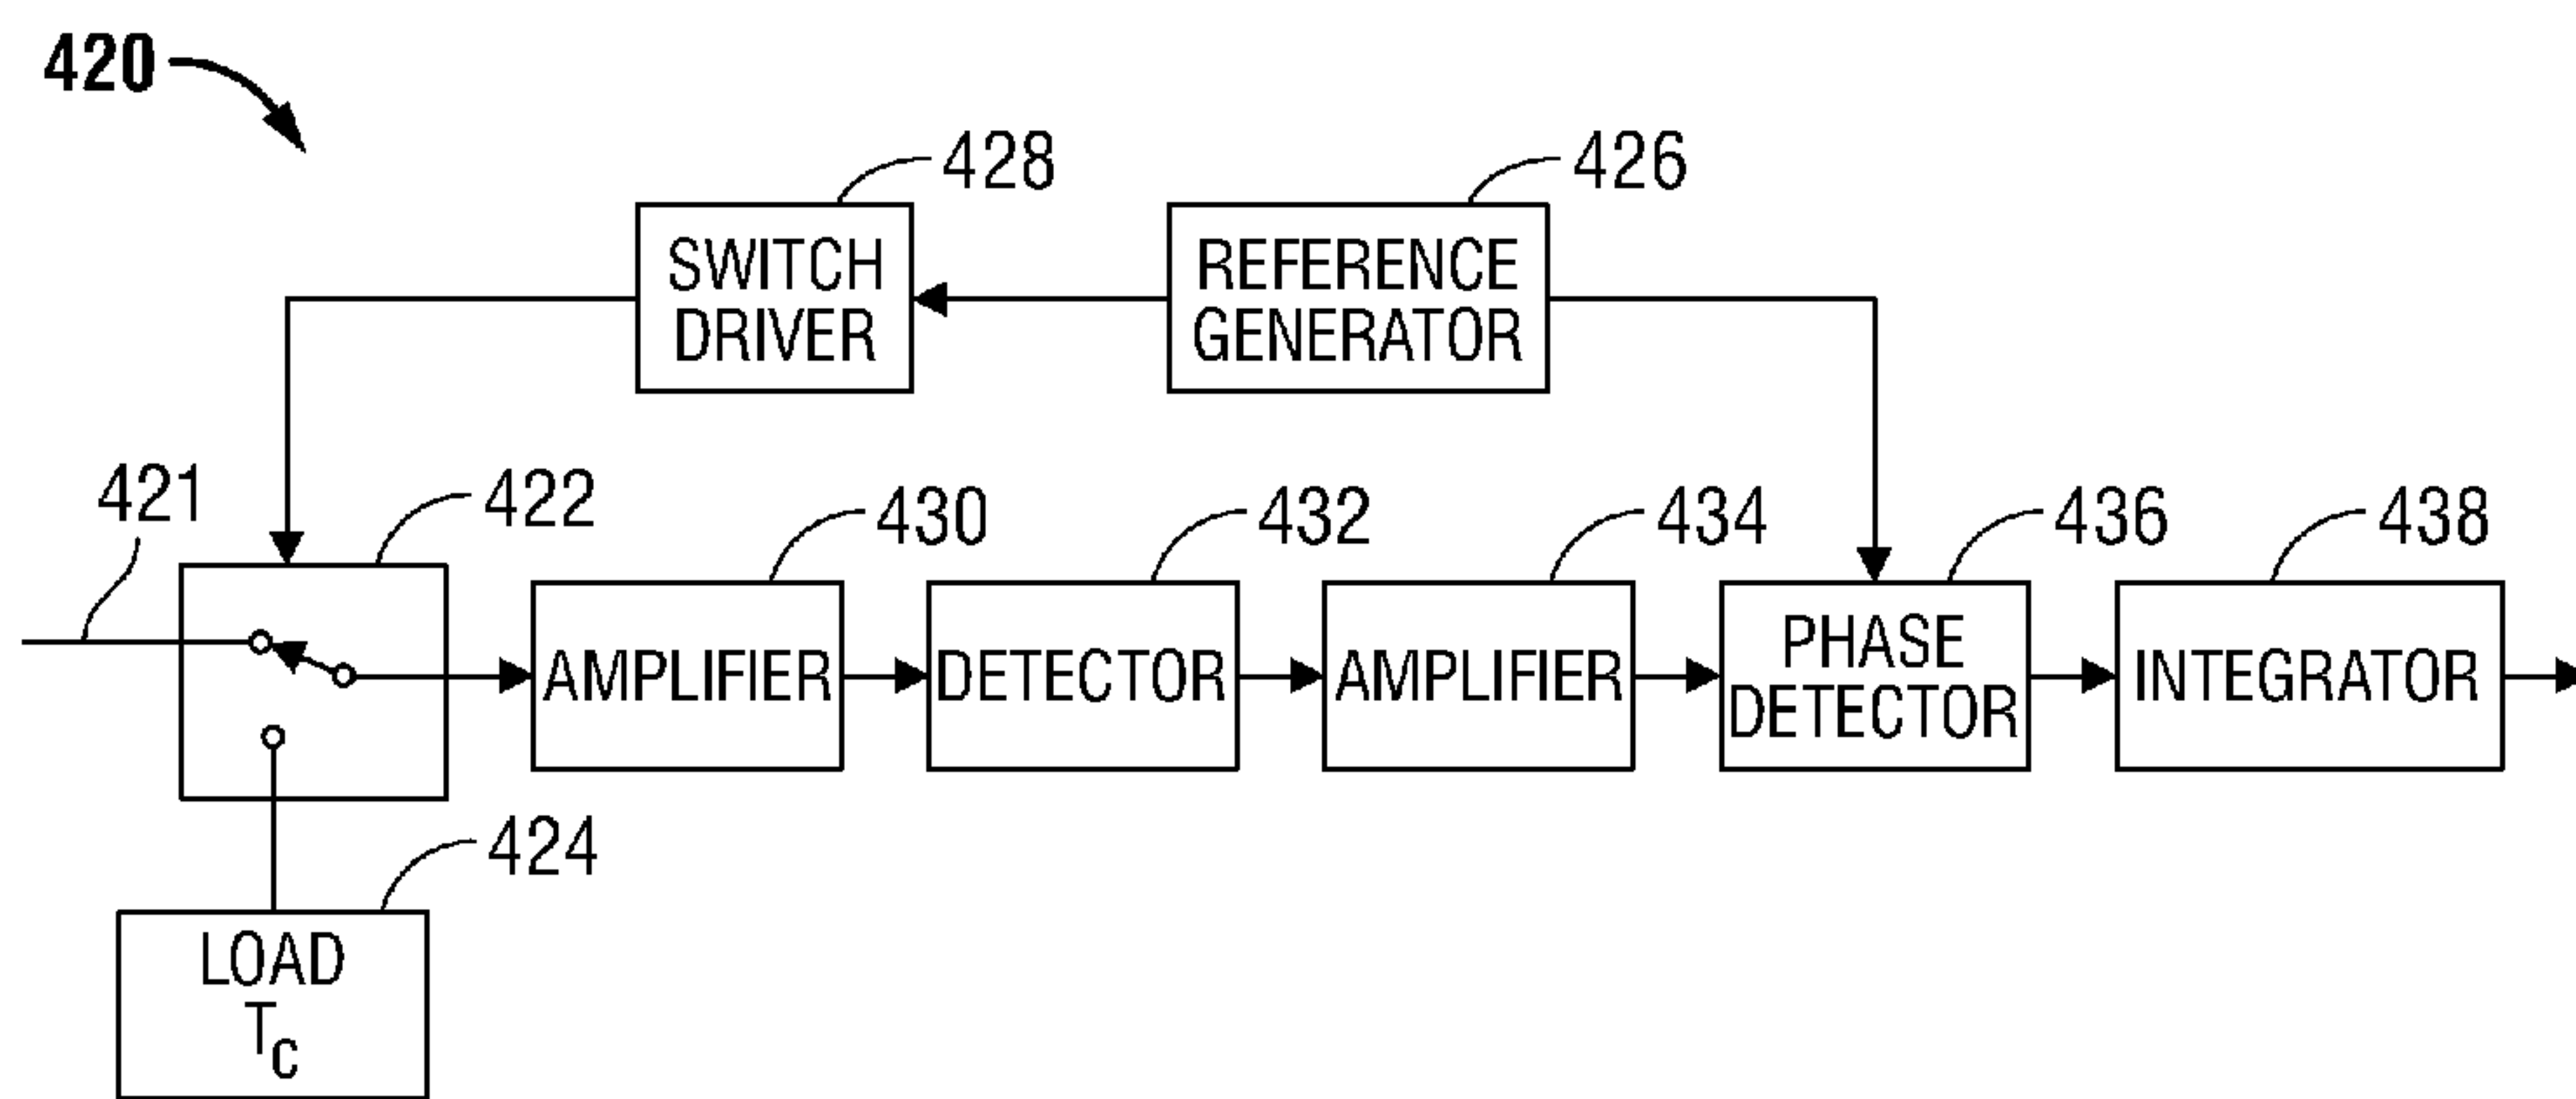 420
428
426
SWITCH
DRIVER
REFERENCE
GENERATOR
421
422
430
432
434
436
438
AMPLIFIER
DETECTOR
AMPLIFIER
PHASE
DETECTOR
INTEGRATOR
424
LOAD
Tc